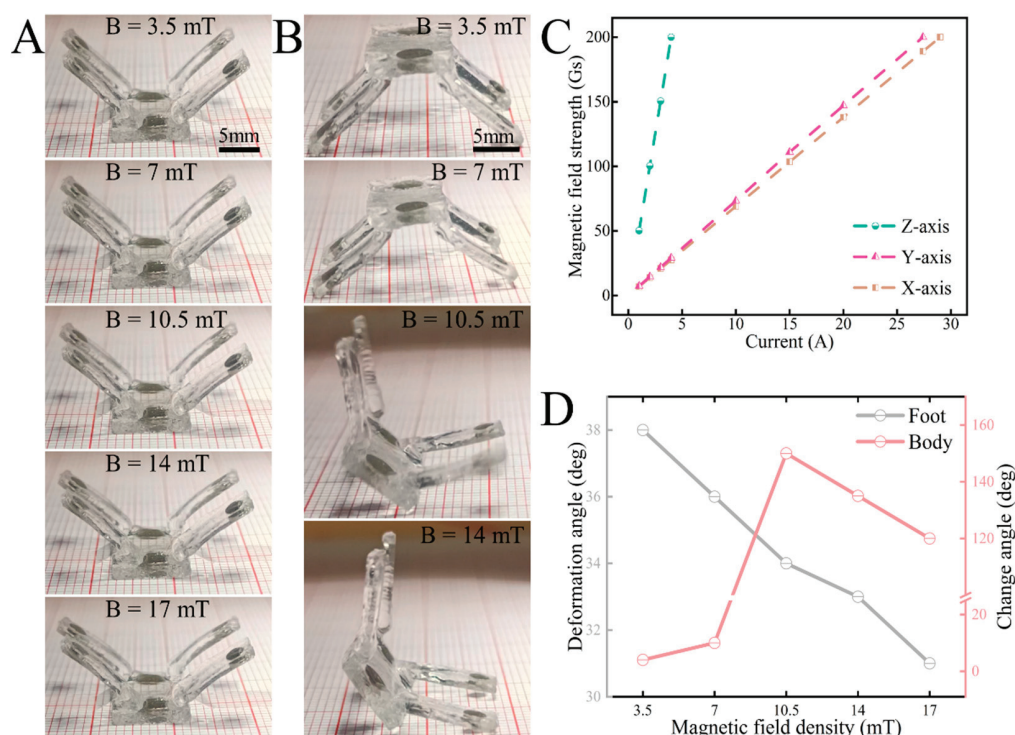 A
B = 3.5 mT
5mm
B = 7 mT
B = 10.5 mT
B = 14 mT
B = 17 mT
B
B = 3.5 mT
5mm
B = 7 mT
B = 10.5 mT
B = 14 mT
C
Magnetic field strength (Gs)
200
150
100
50
0
Z-axis
Y-axis
X-axis
0 5 10 15 20 25 30
Current (A)
D
Deformation angle (deg)
38
36
34
32
30
Foot
Body
160
140
120
10
0
Change angle (deg)
3.5 7 10.5 14 17
Magnetic field density (mT)